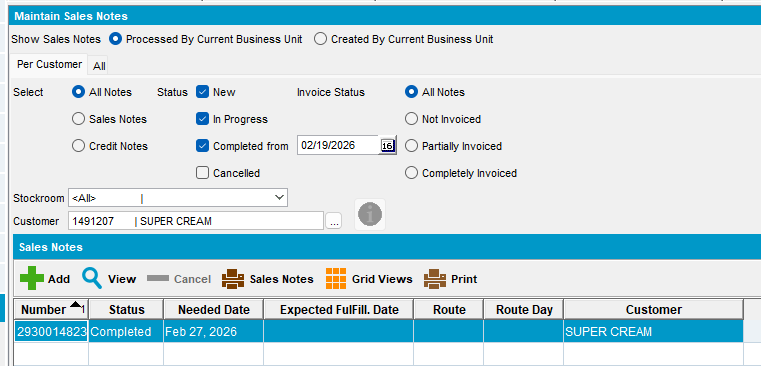 Maintain Sales Notes
Show Sales Notes Processed By Current Business Unit Created By Current Business Unit
Per Customer All
Select All Notes Status New Invoice Status All Notes
Sales Notes In Progress Not Invoiced
Credit Notes Completed from 02/19/2026 16 Partially Invoiced
Cancelled Completely Invoiced
Stockroom <All> |
Customer 1491207 | SUPER CREAM ...
Sales Notes
Add View Cancel Sales Notes Grid Views Print
Number 1 Status Needed Date Expected FulFill. Date Route Route Day Customer
2930014823 Completed Feb 27, 2026 SUPER CREAM